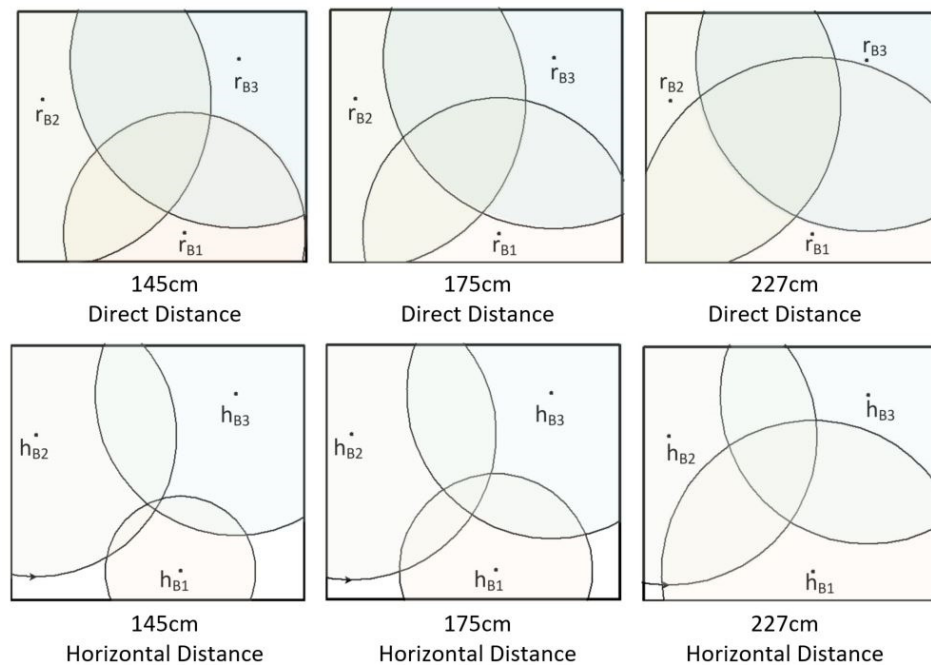 r_B3
r_B2
r_B1
145cm
Direct Distance
r_B3
r_B2
r_B1
175cm
Direct Distance
r_B3
r_B2
r_B1
227cm
Direct Distance
h_B3
h_B2
h_B1
145cm
Horizontal Distance
h_B3
h_B2
h_B1
175cm
Horizontal Distance
h_B3
h_B2
h_B1
227cm
Horizontal Distance